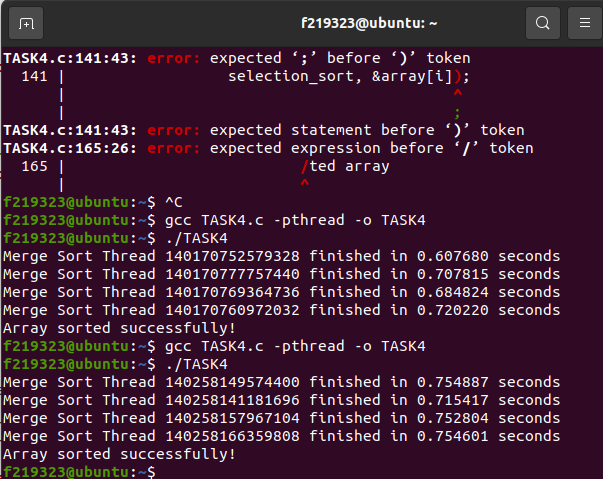 f219323@ubuntu: ~
TASK4.c:141:43: error: expected ‘;’ before ‘)’ token
141 | selection_sort, &array[i]);
| ^
| ;
TASK4.c:141:43: error: expected statement before ‘)’ token
TASK4.c:165:26: error: expected expression before ‘/’ token
165 | /ted array
| ^
f219323@ubuntu:~$ ^C
f219323@ubuntu:~$ gcc TASK4.c -pthread -o TASK4
f219323@ubuntu:~$ ./TASK4
Merge Sort Thread 140170752579328 finished in 0.607680 seconds
Merge Sort Thread 140170777757440 finished in 0.707815 seconds
Merge Sort Thread 140170769364736 finished in 0.684824 seconds
Merge Sort Thread 140170760972032 finished in 0.720220 seconds
Array sorted successfully!
f219323@ubuntu:~$ gcc TASK4.c -pthread -o TASK4
f219323@ubuntu:~$ ./TASK4
Merge Sort Thread 140258149574400 finished in 0.754887 seconds
Merge Sort Thread 140258141181696 finished in 0.715417 seconds
Merge Sort Thread 140258157967104 finished in 0.752804 seconds
Merge Sort Thread 140258166359808 finished in 0.754601 seconds
Array sorted successfully!
f219323@ubuntu:~$